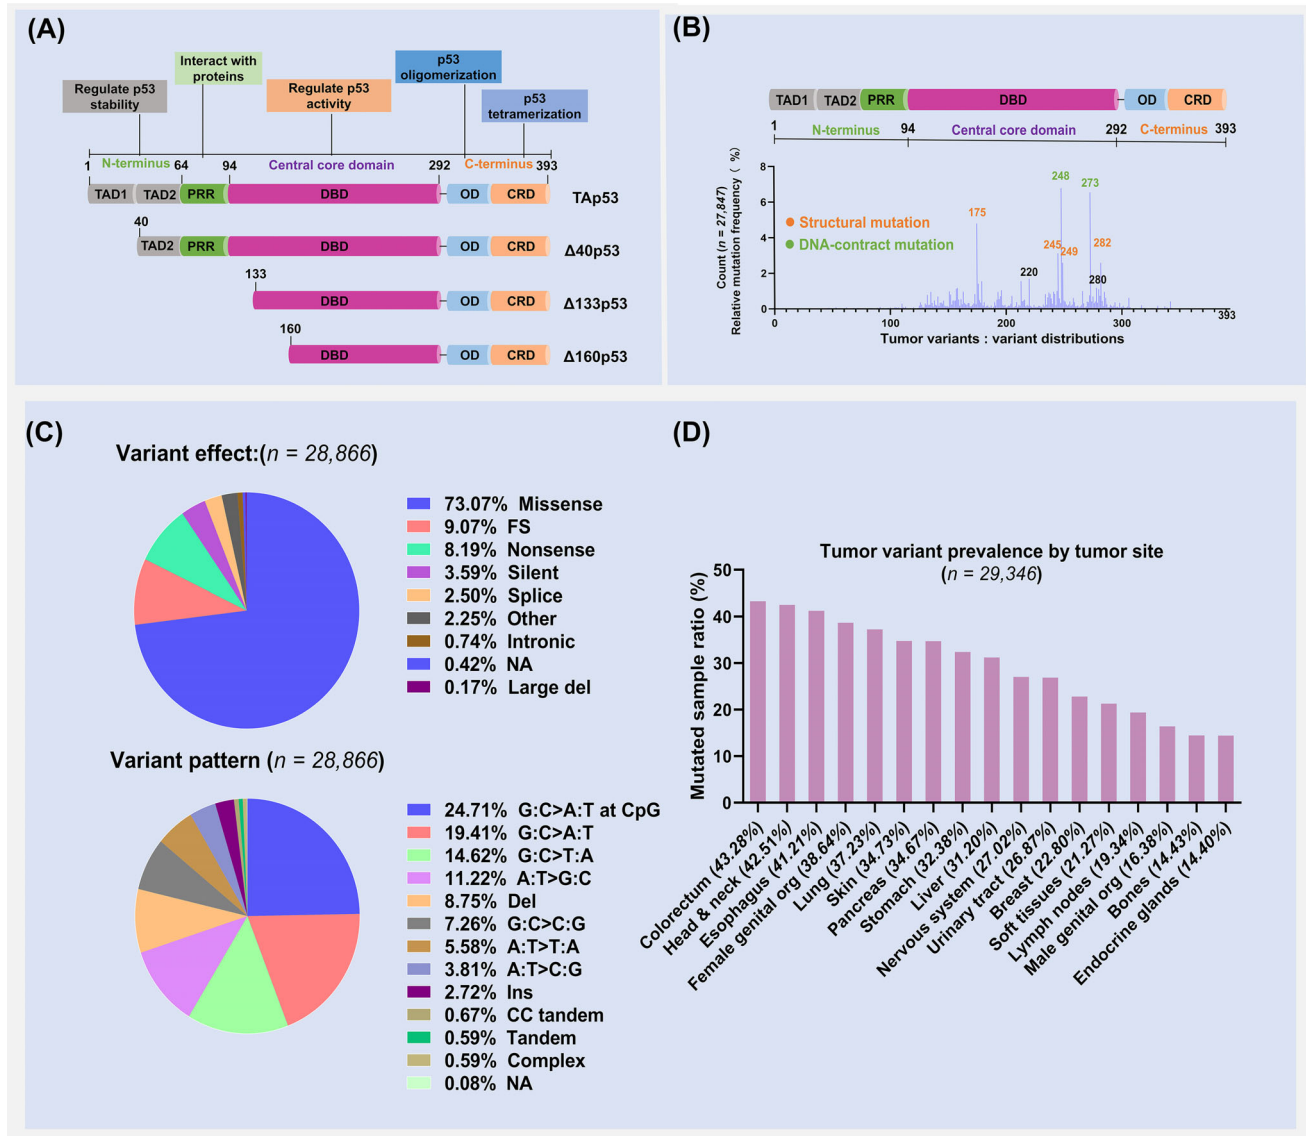 (A)
Regulate p53
stability
Interact with
proteins
Regulate p53
activity
p53
oligomerization
p53
tetramerization
1 N-terminus 64 94 Central core domain 292 C-terminus 393
TAD1 TAD2 PRR DBD OD CRD TAp53
40
TAD2 PRR DBD OD CRD Δ40p53
133
DBD OD CRD Δ133p53
160
DBD OD CRD Δ160p53
(B)
TAD1 TAD2 PRR DBD OD CRD
1 N-terminus 94 Central core domain 292 C-terminus 393
Count (n = 27,847)
Relative mutation frequency ( %)
8
6
4
2
0
Structural mutation
DNA-contract mutation
175
248
273
245
249
282
220
280
0 100 200 300 393
Tumor variants : variant distributions
(C)
Variant effect:(n = 28,866)
73.07% Missense
9.07% FS
8.19% Nonsense
3.59% Silent
2.50% Splice
2.25% Other
0.74% Intronic
0.42% NA
0.17% Large del
Variant pattern (n = 28,866)
24.71% G:C>A:T at CpG
19.41% G:C>A:T
14.62% G:C>T:A
11.22% A:T>G:C
8.75% Del
7.26% G:C>C:G
5.58% A:T>T:A
3.81% A:T>C:G
2.72% Ins
0.67% CC tandem
0.59% Tandem
0.59% Complex
0.08% NA
(D)
Tumor variant prevalence by tumor site
(n = 29,346)
Mutated sample ratio (%)
50
40
30
20
10
0
Colorectum (43.28%)
Head & neck (42.51%)
Esophagus (41.21%)
Female genital org (38.64%)
Lung (37.23%)
Skin (34.73%)
Pancreas (34.67%)
Stomach (32.38%)
Liver (31.20%)
Nervous system (27.02%)
Urinary tract (26.87%)
Breast (22.80%)
Soft tissues (21.27%)
Lymph nodes (19.34%)
Male genital org (16.38%)
Bones (14.43%)
Endocrine glands (14.40%)